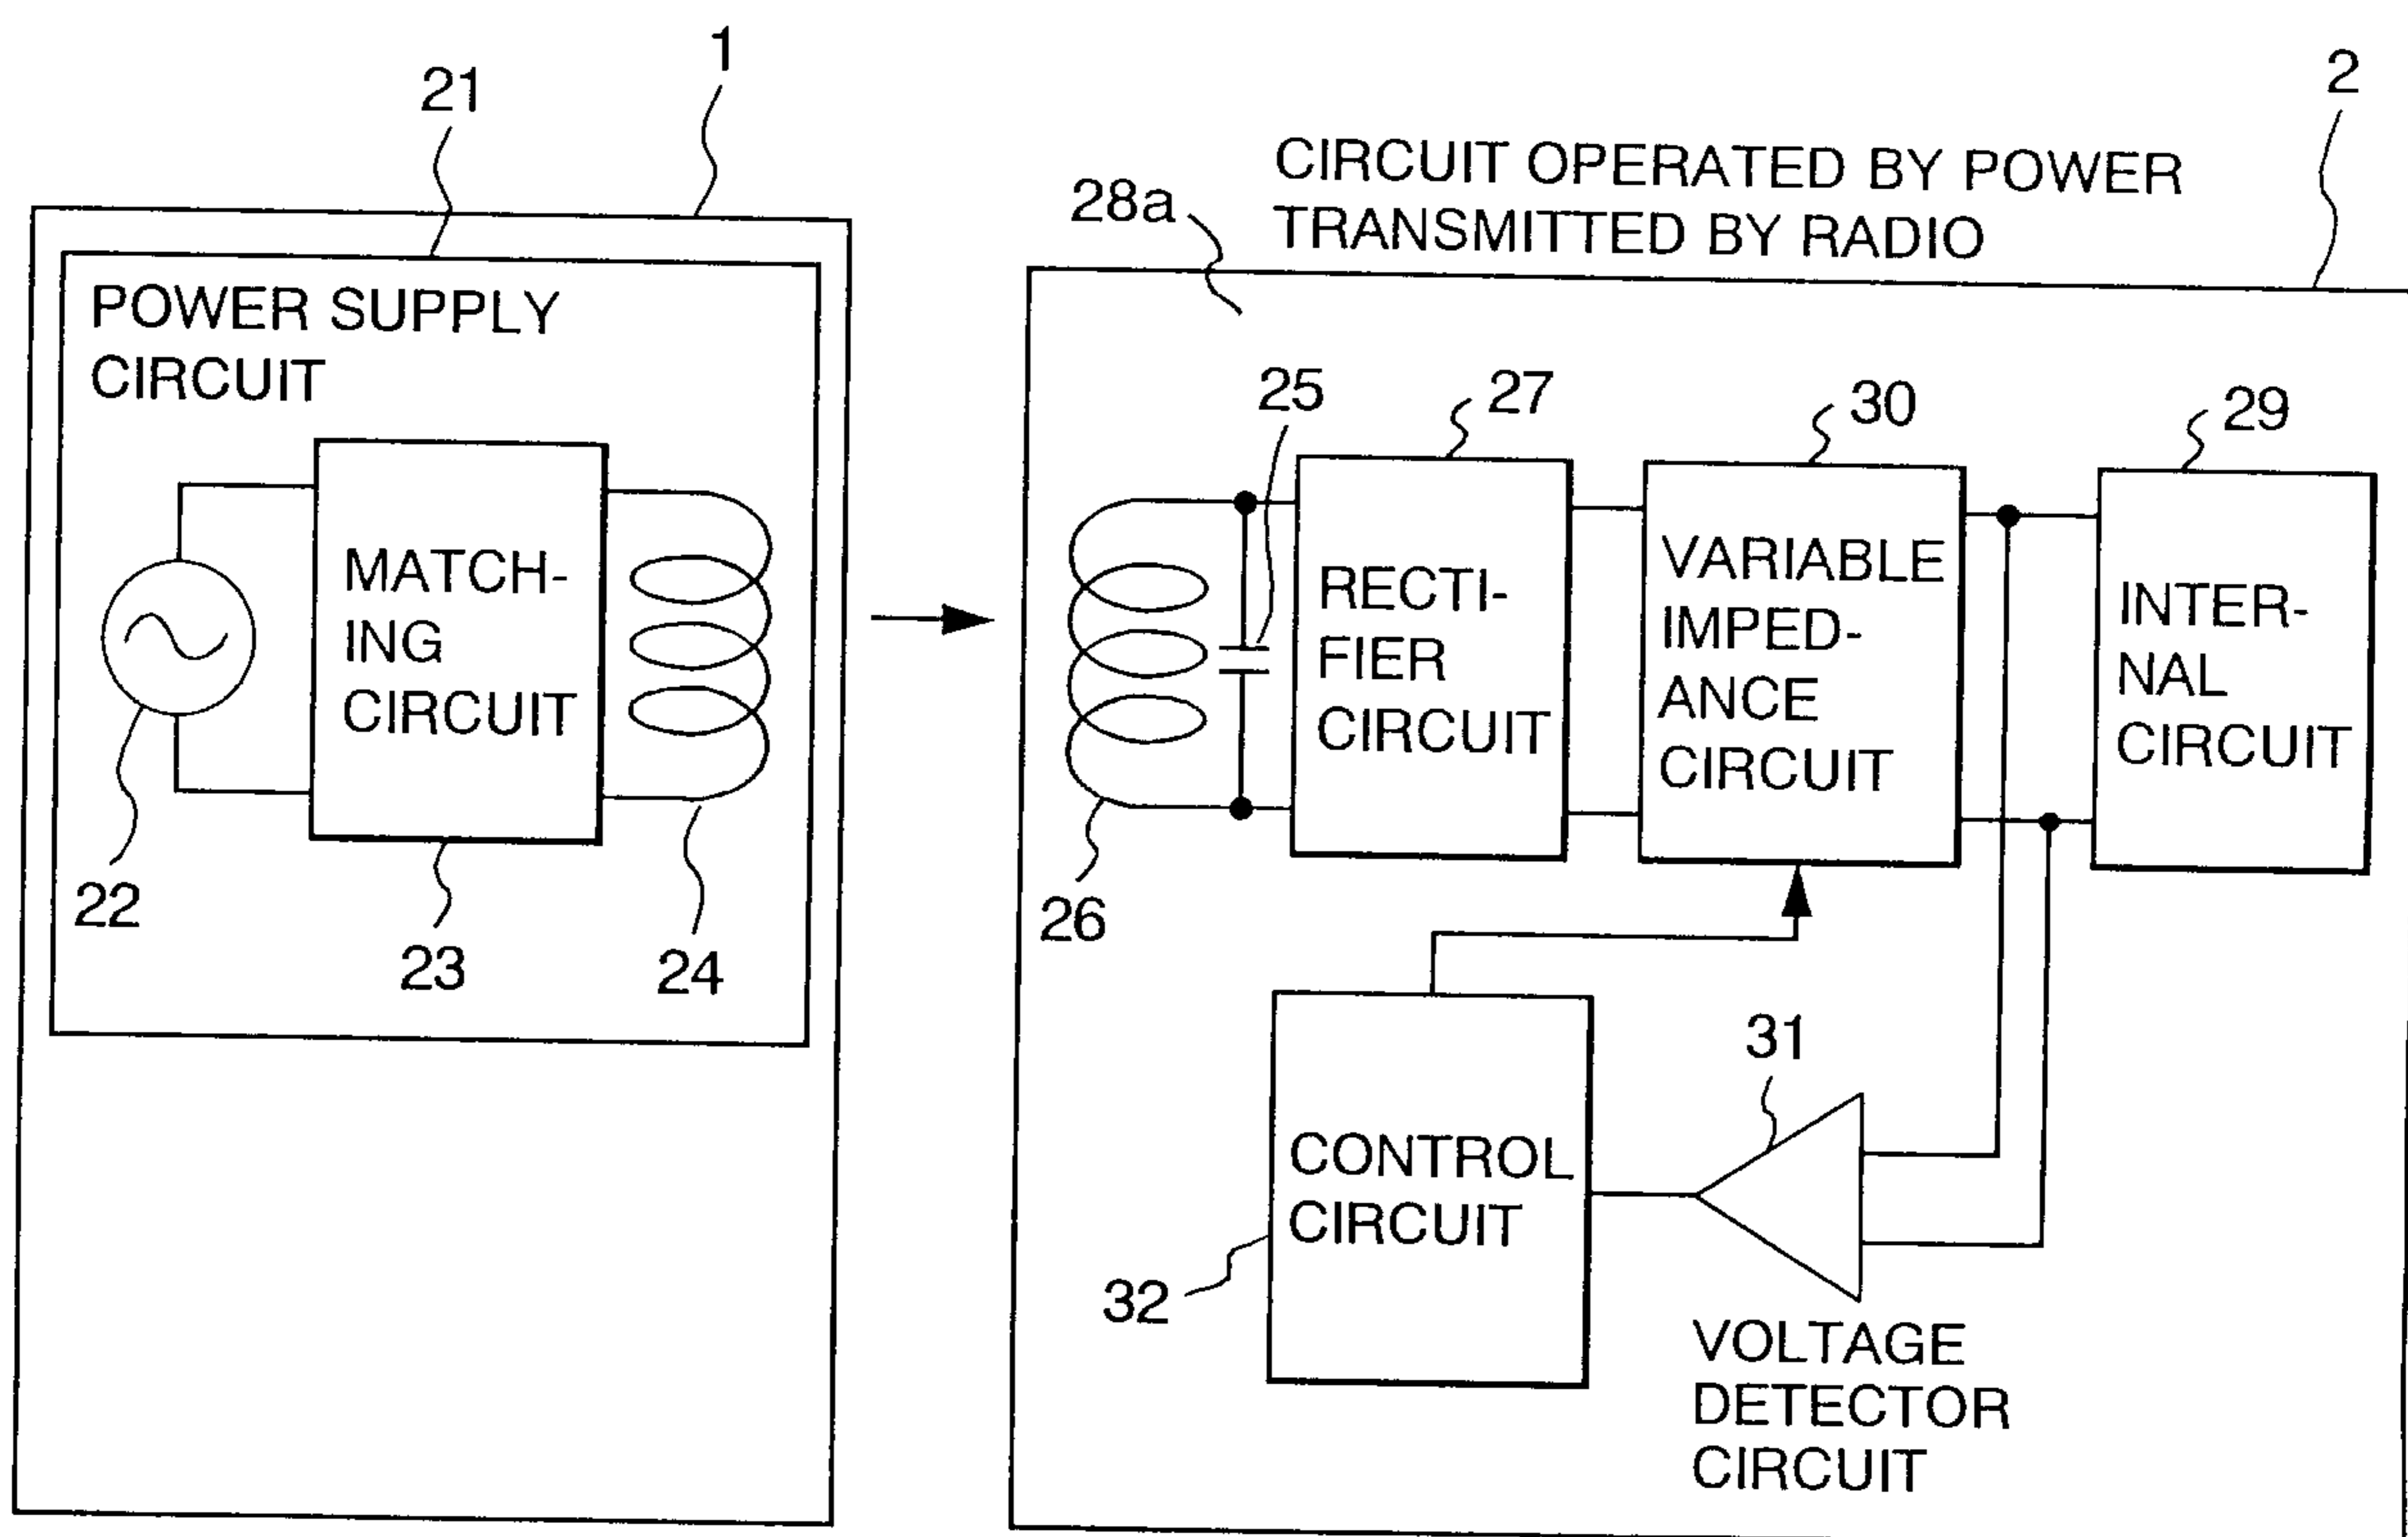 1
2
21
CIRCUIT OPERATED BY POWER
TRANSMITTED BY RADIO
28a
POWER SUPPLY
CIRCUIT
25
27
30
29
MATCH-
ING
CIRCUIT
RECTI-
FIER
CIRCUIT
VARIABLE
IMPED-
ANCE
CIRCUIT
INTER-
NAL
CIRCUIT
22
23
24
26
31
CONTROL
CIRCUIT
32
VOLTAGE
DETECTOR
CIRCUIT